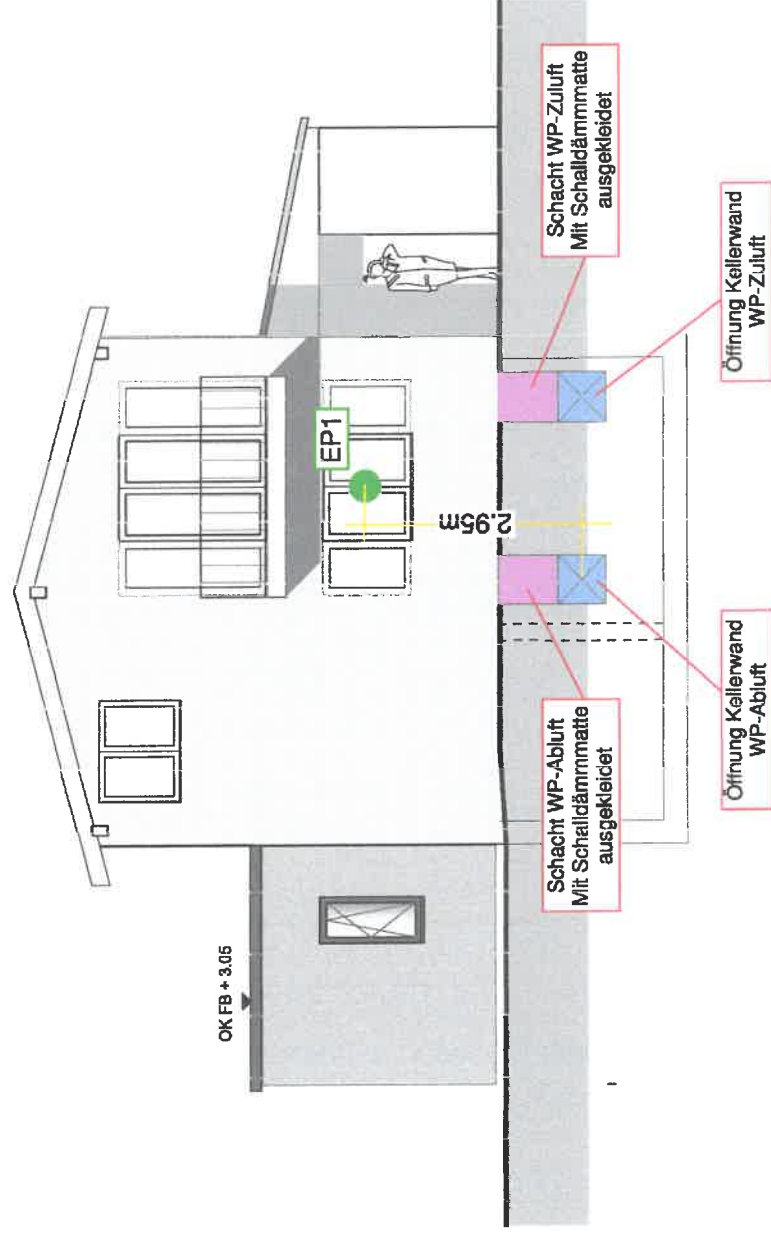 OK FB + 3.05
EP1
2.95m
Schacht WP-Zuluft
Mit Schalldämmmatte
ausgekleidet
Schacht WP-Abluft
Mit Schalldämmmatte
ausgekleidet
Öffnung Kellerwand
WP-Zuluft
Öffnung Kellerwand
WP-Abluft